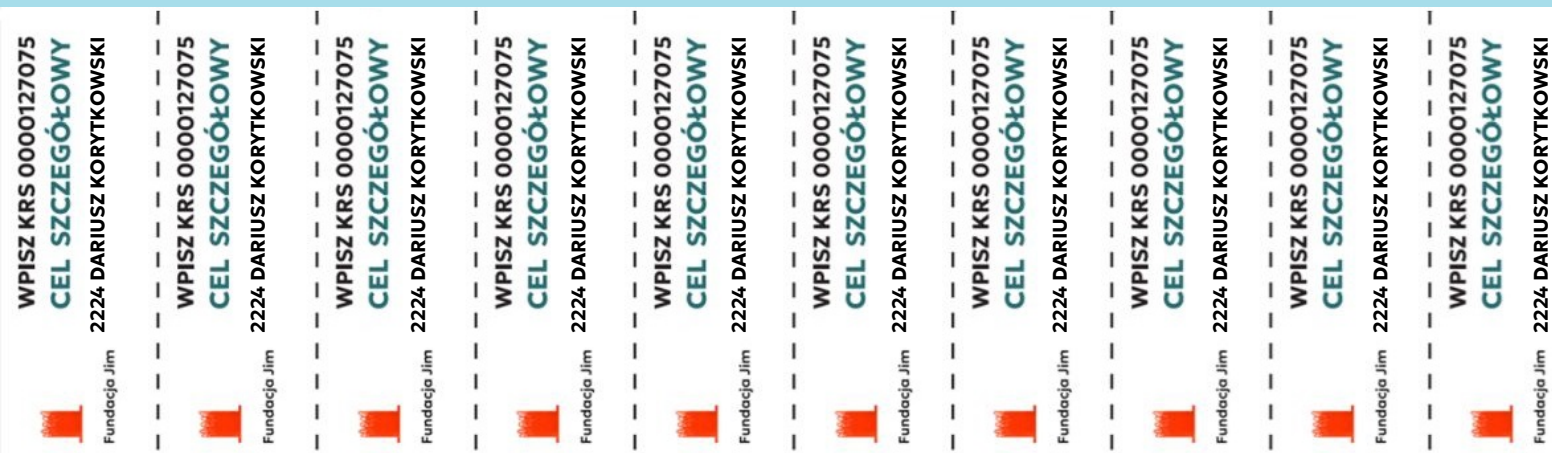 WPISZ KRS 0000127075
CEL SZCZEGÓŁOWY
2224 DARIUSZ KORYTKOWSKI
Fundacja Jim
WPISZ KRS 0000127075
CEL SZCZEGÓŁOWY
2224 DARIUSZ KORYTKOWSKI
Fundacja Jim
WPISZ KRS 0000127075
CEL SZCZEGÓŁOWY
2224 DARIUSZ KORYTKOWSKI
Fundacja Jim
WPISZ KRS 0000127075
CEL SZCZEGÓŁOWY
2224 DARIUSZ KORYTKOWSKI
Fundacja Jim
WPISZ KRS 0000127075
CEL SZCZEGÓŁOWY
2224 DARIUSZ KORYTKOWSKI
Fundacja Jim
WPISZ KRS 0000127075
CEL SZCZEGÓŁOWY
2224 DARIUSZ KORYTKOWSKI
Fundacja Jim
WPISZ KRS 0000127075
CEL SZCZEGÓŁOWY
2224 DARIUSZ KORYTKOWSKI
Fundacja Jim
WPISZ KRS 0000127075
CEL SZCZEGÓŁOWY
2224 DARIUSZ KORYTKOWSKI
Fundacja Jim
WPISZ KRS 0000127075
CEL SZCZEGÓŁOWY
2224 DARIUSZ KORYTKOWSKI
Fundacja Jim
WPISZ KRS 0000127075
CEL SZCZEGÓŁOWY
2224 DARIUSZ KORYTKOWSKI
Fundacja Jim